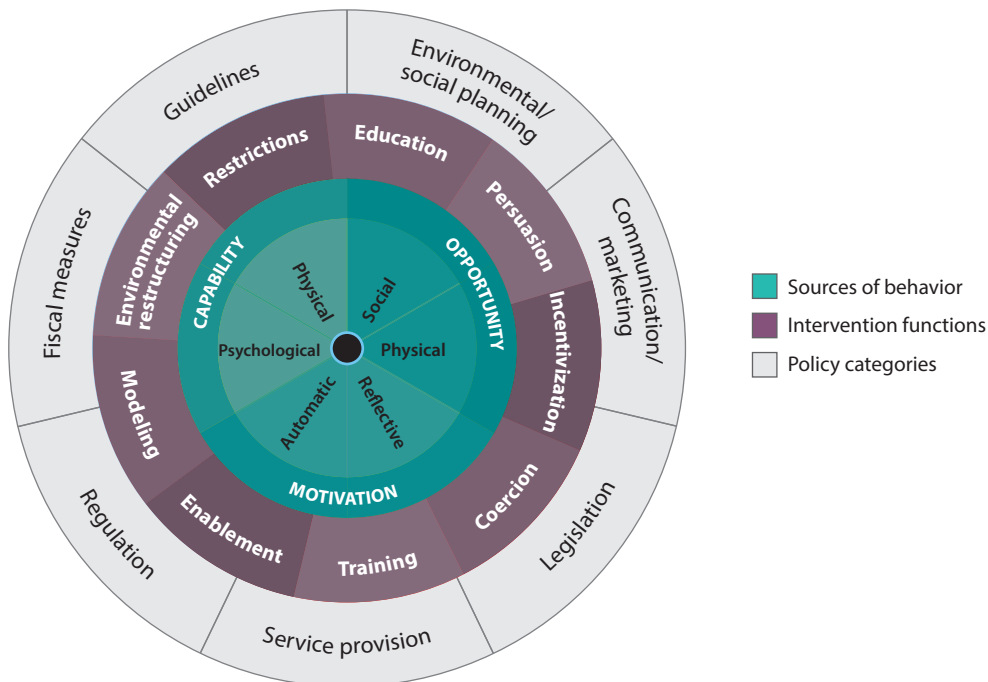 Guidelines
Environmental/
social planning
Communication/
marketing
Legislation
Service provision
Regulation
Fiscal measures
Restrictions
Education
Persuasion
Incentivization
Coercion
Training
Enablement
Modeling
Environmental
restructuring
CAPABILITY
OPPORTUNITY
MOTIVATION
Physical
Social
Psychological
Physical
Automatic
Reflective
Sources of behavior
Intervention functions
Policy categories